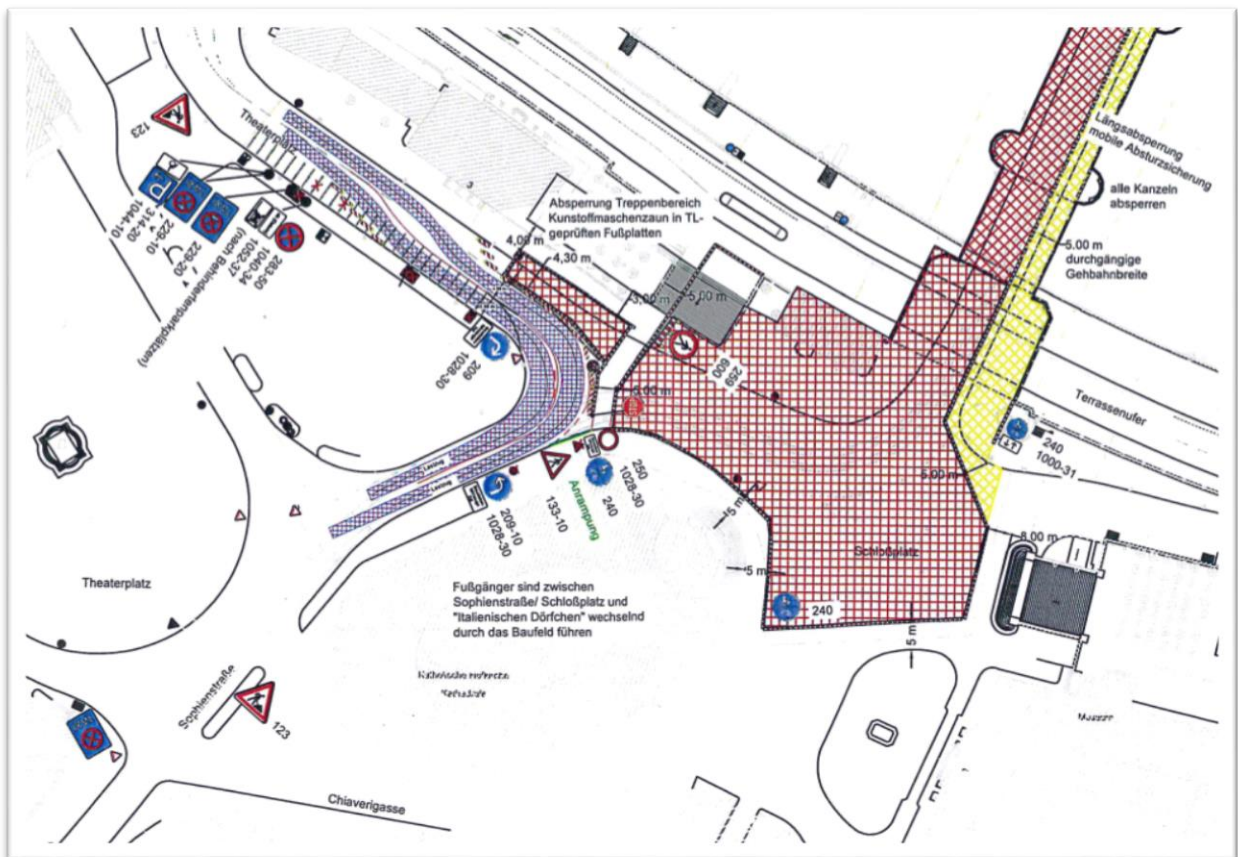 123
Theaterplatz
1044-10
314-20
229-10
229-20
(nach Behindertenparkplätzen)
1052-37
1040-34
283-50
Absperrung Treppenbereich
Kunstoffmaschenzaun in TL-
geprüften Fußplatten
4,00 m
4,30 m
3,00 m
5,00 m
Längsabsperrung
mobile Absturzsicherung
alle Kanzeln
absperren
5.00 m
durchgängige
Gehbahnbreite
209
1028-30
259
600
5,00 m
Terrassenufer
240
1000-31
5,00 m
250
1028-30
240
Anrampung
133-10
209-10
1028-30
5 m
5 m
Schloßplatz
8,00 m
240
5 m
Theaterplatz
Fußgänger sind zwischen
Sophienstraße/ Schloßplatz und
"Italienischen Dörfchen" wechselnd
durch das Baufeld führen
Sophienstraße
123
Chiaverigasse